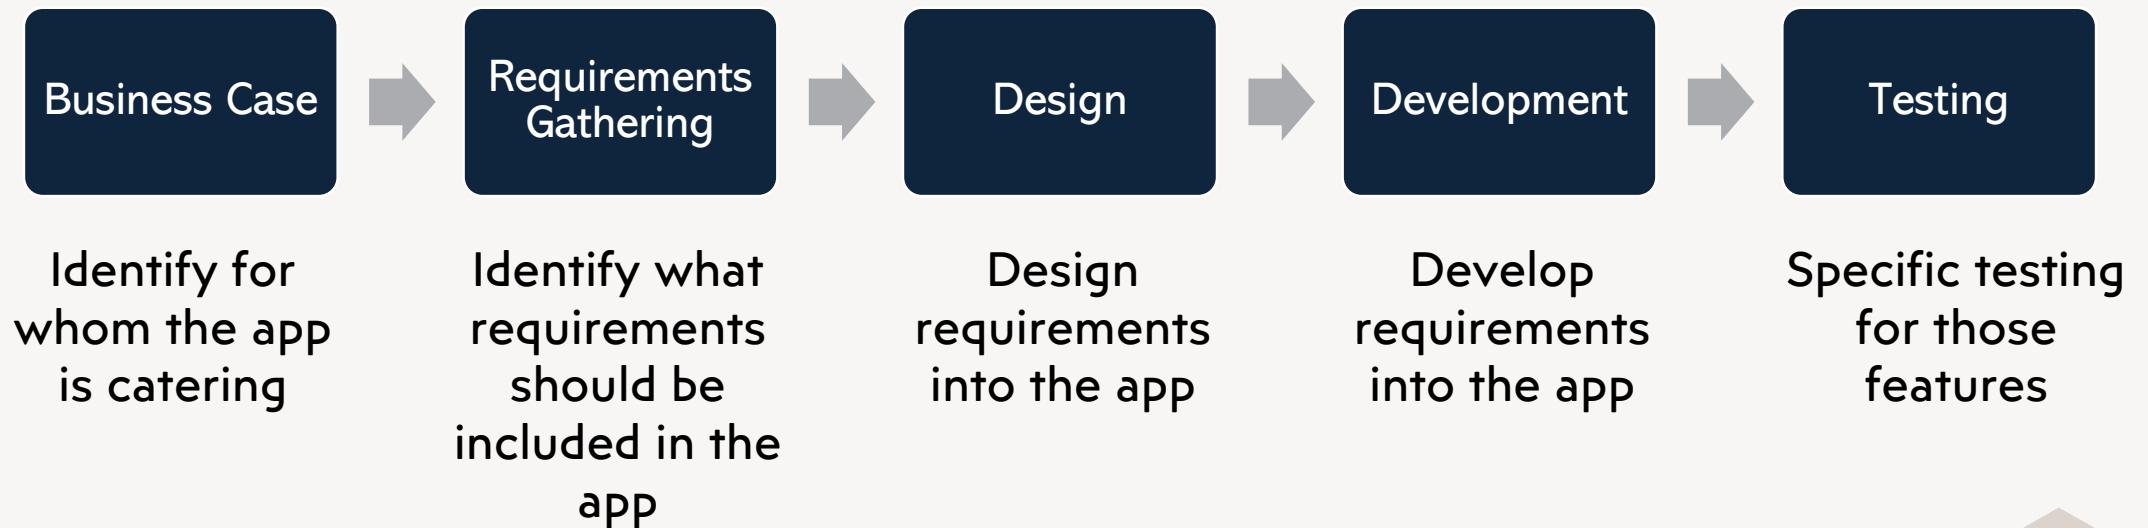 Business Case
Requirements
Gathering
Design
Development
Testing
Identify for
whom the app
is catering
Identify what
requirements
should be
included in the
app
Design
requirements
into the app
Develop
requirements
into the app
Specific testing
for those
features